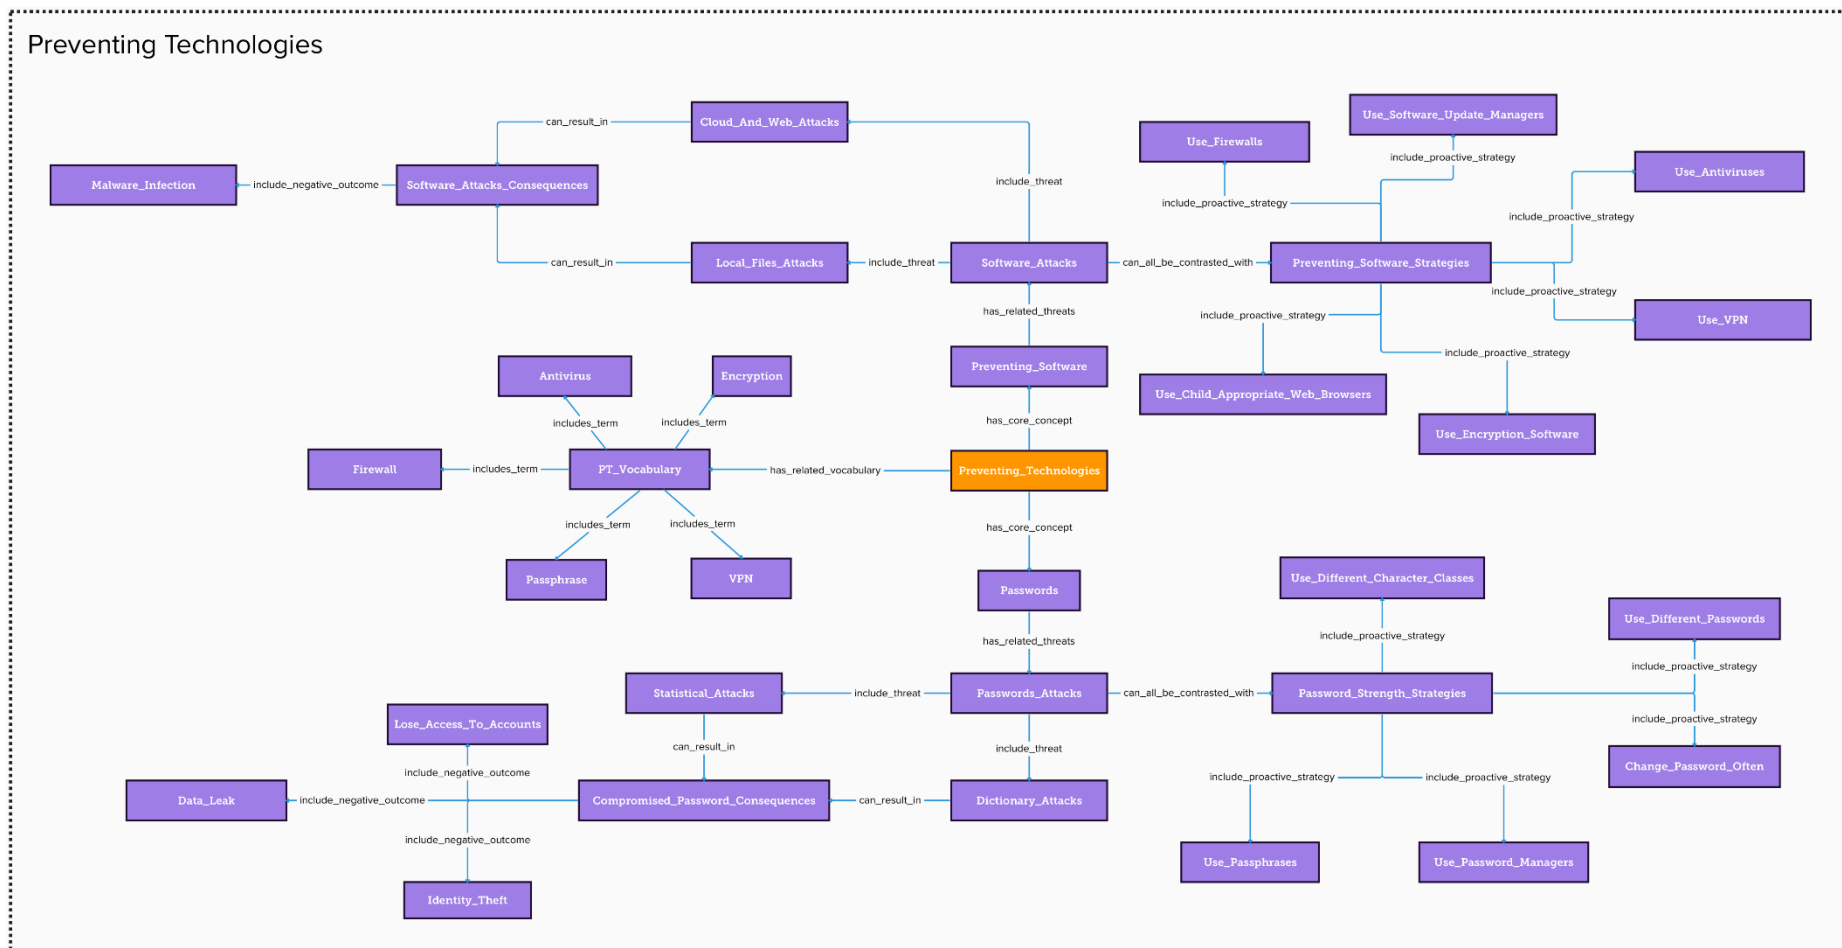 Preventing Technologies
Cloud_And_Web_Attacks
can_result_in
Use_Software_Update_Managers
Use_Firewalls
include_proactive_strategy
Use_Antiviruses
Malware_Infection
include_negative_outcome
Software_Attacks_Consequences
include_threat
include_proactive_strategy
include_proactive_strategy
can_result_in
Local_Files_Attacks
include_threat
Software_Attacks
can_all_be_contrasted_with
Preventing_Software_Strategies
include_proactive_strategy
has_related_threats
include_proactive_strategy
Use_VPN
Antivirus
Encryption
Preventing_Software
include_proactive_strategy
Use_Child_Appropriate_Web_Browsers
includes_term
includes_term
has_core_concept
Use_Encryption_Software
Firewall
includes_term
PT_Vocabulary
has_related_vocabulary
Preventing_Technologies
includes_term
includes_term
has_core_concept
Passphrase
VPN
Passwords
Use_Different_Character_Classes
Use_Different_Passwords
has_related_threats
include_proactive_strategy
include_proactive_strategy
Statistical_Attacks
include_threat
Passwords_Attacks
can_all_be_contrasted_with
Password_Strength_Strategies
Lose_Access_To_Accounts
include_proactive_strategy
can_result_in
include_threat
include_negative_outcome
include_proactive_strategy
include_proactive_strategy
Change_Password_Often
Data_Leak
include_negative_outcome
Compromised_Password_Consequences
can_result_in
Dictionary_Attacks
include_negative_outcome
Use_Passphrases
Use_Password_Managers
Identity_Theft